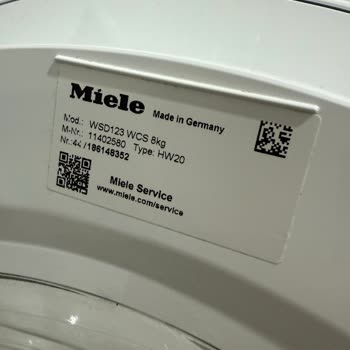 Miele Made in Germany
Mod.: WSD123 WCS 8kg
M-Nr.: 11402580 Type: HW20
Nr.:44 /186148352
Miele Service
www.miele.com/service